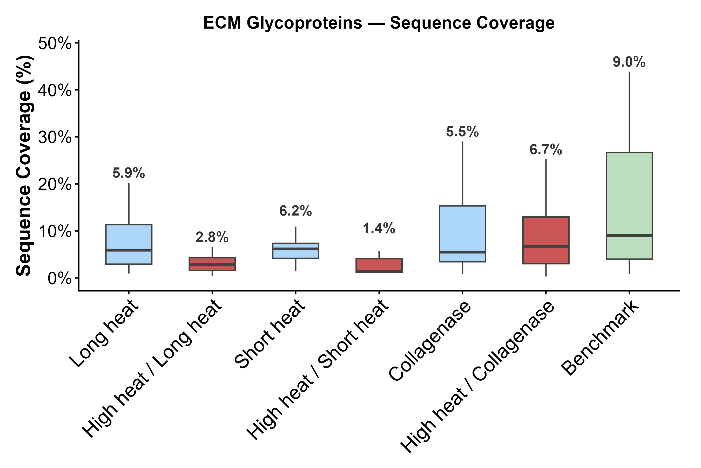 ECM Glycoproteins — Sequence Coverage
Sequence Coverage (%)
50%
40%
30%
20%
10%
0%
5.9%
2.8%
6.2%
1.4%
5.5%
6.7%
9.0%
Long heat
High heat / Long heat
Short heat
High heat / Short heat
Collagenase
High heat / Collagenase
Benchmark